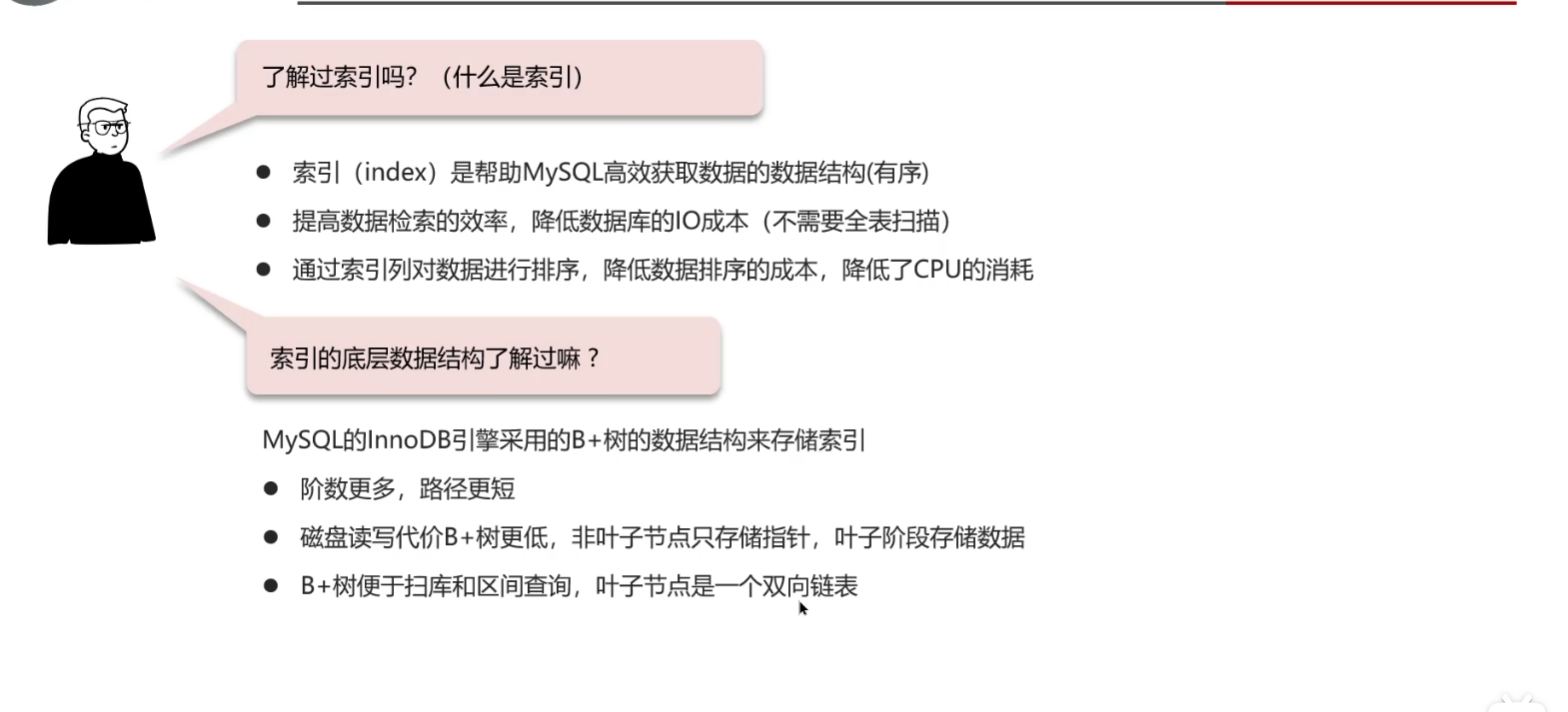 了解过索引吗？（什么是索引）
● 索引（index）是帮助MySQL高效获取数据的数据结构(有序)
● 提高数据检索的效率，降低数据库的IO成本（不需要全表扫描）
● 通过索引列对数据进行排序，降低数据排序的成本，降低了CPU的消耗
索引的底层数据结构了解过嘛 ?
MySQL的InnoDB引擎采用的B+树的数据结构来存储索引
● 阶数更多，路径更短
● 磁盘读写代价B+树更低，非叶子节点只存储指针，叶子阶段存储数据
● B+树便于扫库和区间查询，叶子节点是一个双向链表